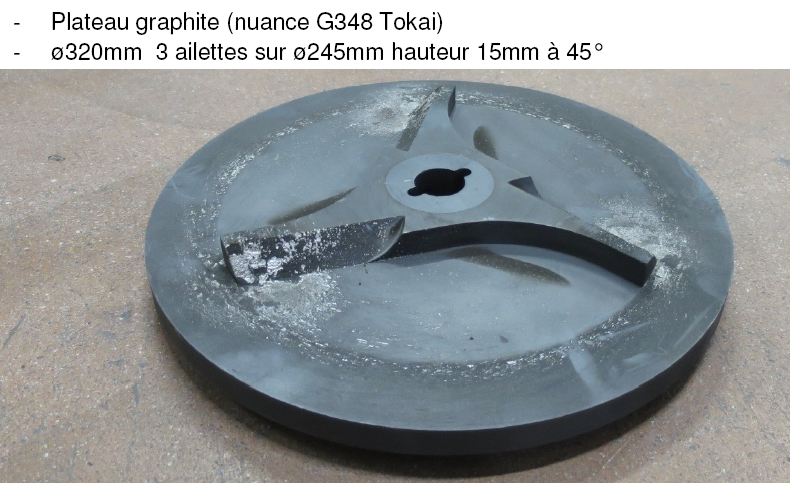 - Plateau graphite (nuance G348 Tokai)
- ø320mm 3 ailettes sur ø245mm hauteur 15mm à 45°